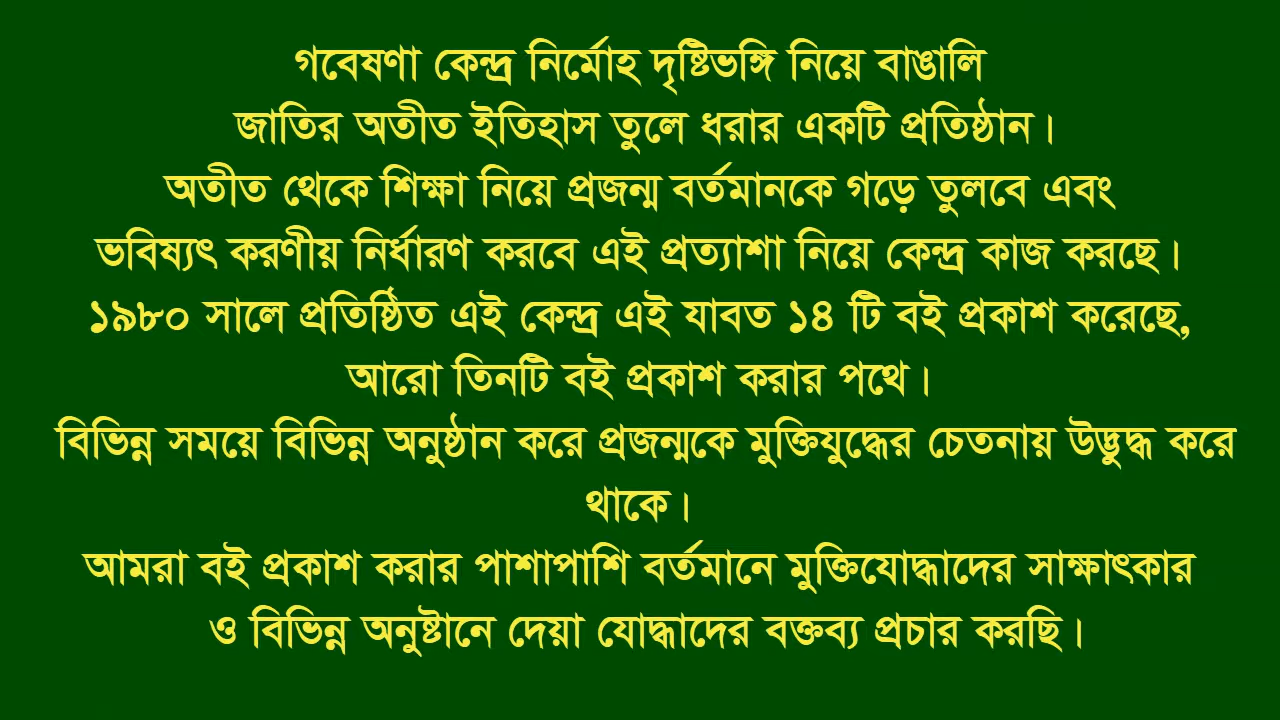 গবেষণা কেন্দ্র নির্মোহ দৃষ্টিভঙ্গি নিয়ে বাঙালি
জাতির অতীত ইতিহাস তুলে ধরার একটি প্রতিষ্ঠান।
অতীত থেকে শিক্ষা নিয়ে প্রজন্ম বর্তমানকে গড়ে তুলবে এবং
ভবিষ্যৎ করণীয় নির্ধারণ করবে এই প্রত্যাশা নিয়ে কেন্দ্র কাজ করছে।
১৯৮০ সালে প্রতিষ্ঠিত এই কেন্দ্র এই যাবত ১৪ টি বই প্রকাশ করেছে,
আরো তিনটি বই প্রকাশ করার পথে।
বিভিন্ন সময়ে বিভিন্ন অনুষ্ঠান করে প্রজন্মকে মুক্তিযুদ্ধের চেতনায় উদ্ভুদ্ধ করে
থাকে।
আমরা বই প্রকাশ করার পাশাপাশি বর্তমানে মুক্তিযোদ্ধাদের সাক্ষাৎকার
ও বিভিন্ন অনুষ্টানে দেয়া যোদ্ধাদের বক্তব্য প্রচার করছি।